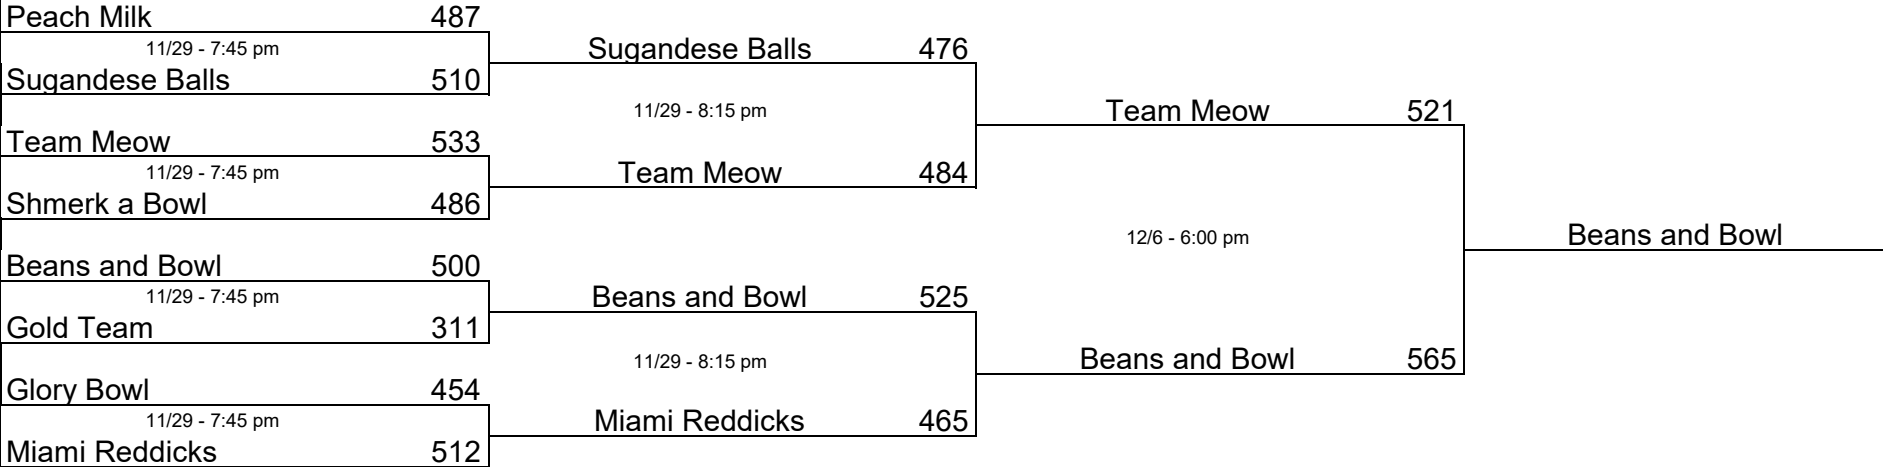 Peach Milk 487
11/29 - 7:45 pm
Sugandese Balls 510
Team Meow 533
11/29 - 7:45 pm
Shmerk a Bowl 486
Beans and Bowl 500
11/29 - 7:45 pm
Gold Team 311
Glory Bowl 454
11/29 - 7:45 pm
Miami Reddicks 512
Sugandese Balls 476
11/29 - 8:15 pm
Team Meow 484
Beans and Bowl 525
11/29 - 8:15 pm
Miami Reddicks 465
Team Meow 521
12/6 - 6:00 pm
Beans and Bowl 565
Beans and Bowl